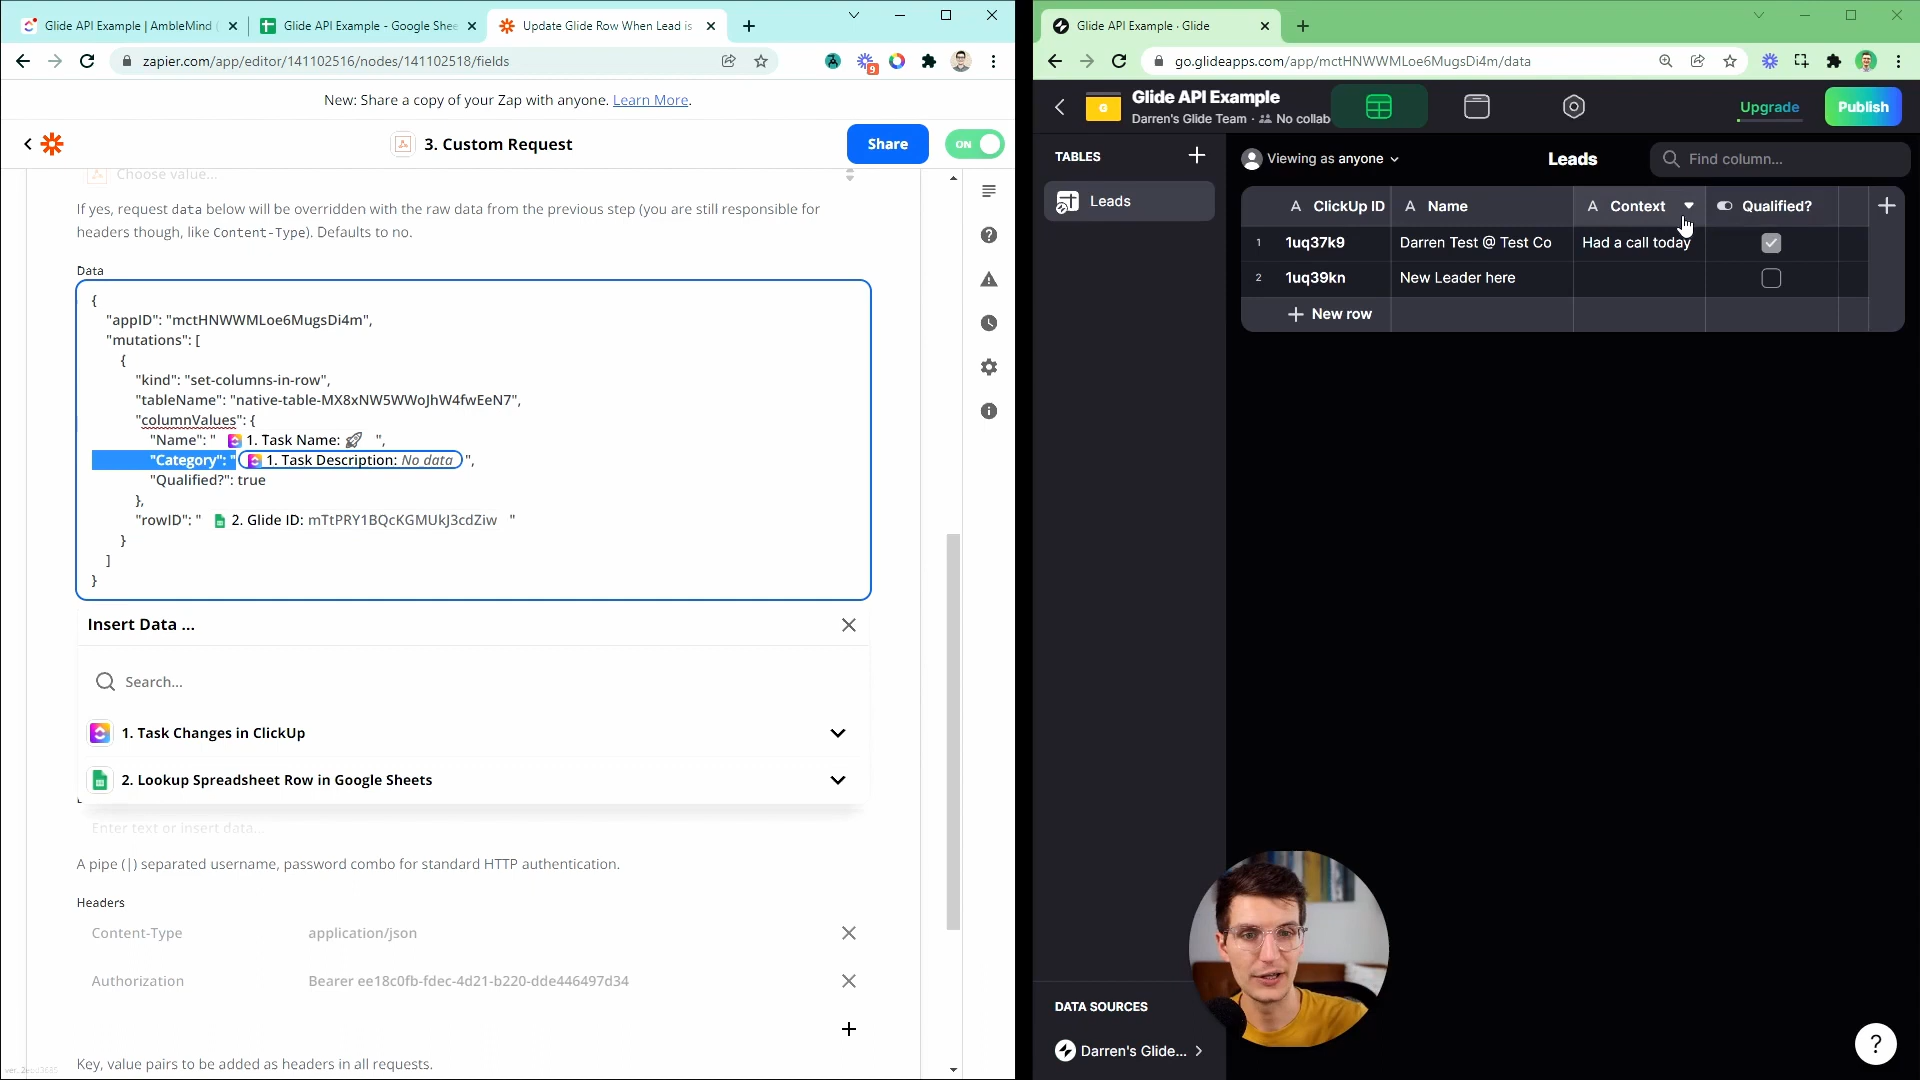 Glide API Example | AmbleMind (
Glide API Example - Google Shee
Update Glide Row When Lead is
zapier.com/app/editor/141102516/nodes/141102518/fields
9
New: Share a copy of your Zap with anyone. Learn More.
3. Custom Request
Share
ON
Choose value...
If yes, request data below will be overridden with the raw data from the previous step (you are still responsible for
headers though, like Content-Type). Defaults to no.
Data
{
"appID": "mctHNWWMLoe6MugsDi4m",
"mutations": [
{
"kind": "set-columns-in-row",
"tableName": "native-table-MX8xNW5WWoJhW4fwEeN7",
"columnValues": {
"Name": " 1. Task Name: 🚀 ",
"Category": " 1. Task Description: No data ",
"Qualified?": true
},
"rowID": " 2. Glide ID: mTtPRY1BQcKGMUkJ3cdZiw "
}
]
}
Insert Data ...
Search...
1. Task Changes in ClickUp
2. Lookup Spreadsheet Row in Google Sheets
Enter text or insert data...
A pipe (|) separated username, password combo for standard HTTP authentication.
Headers
Content-Type application/json
Authorization Bearer ee18c0fb-fdec-4d21-b220-dde446497d34
Key, value pairs to be added as headers in all requests.
Glide API Example · Glide
go.glideapps.com/app/mctHNWWMLoe6MugsDi4m/data
G
Glide API Example
Darren's Glide Team · No collab
Upgrade
Publish
TABLES
Leads
Viewing as anyone
Leads
Find column...
ClickUp ID Name Context Qualified?
1 1uq37k9 Darren Test @ Test Co Had a call today
2 1uq39kn New Leader here
New row
DATA SOURCES
Darren's Glide...
?